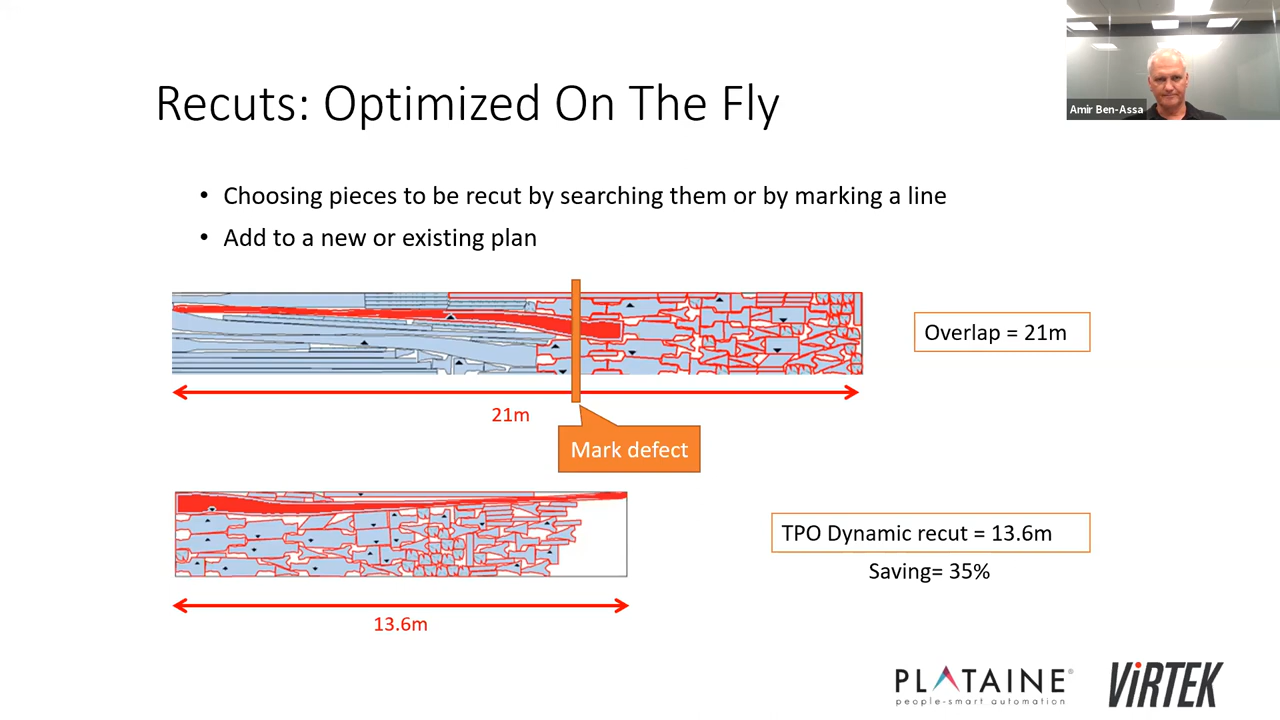 Amir Ben-Assa
Recuts: Optimized On The Fly
• Choosing pieces to be recut by searching them or by marking a line
• Add to a new or existing plan
Overlap = 21m
21m
Mark defect
TPO Dynamic recut = 13.6m
Saving= 35%
13.6m
PLATAINE®
people-smart automation
ViRTEK